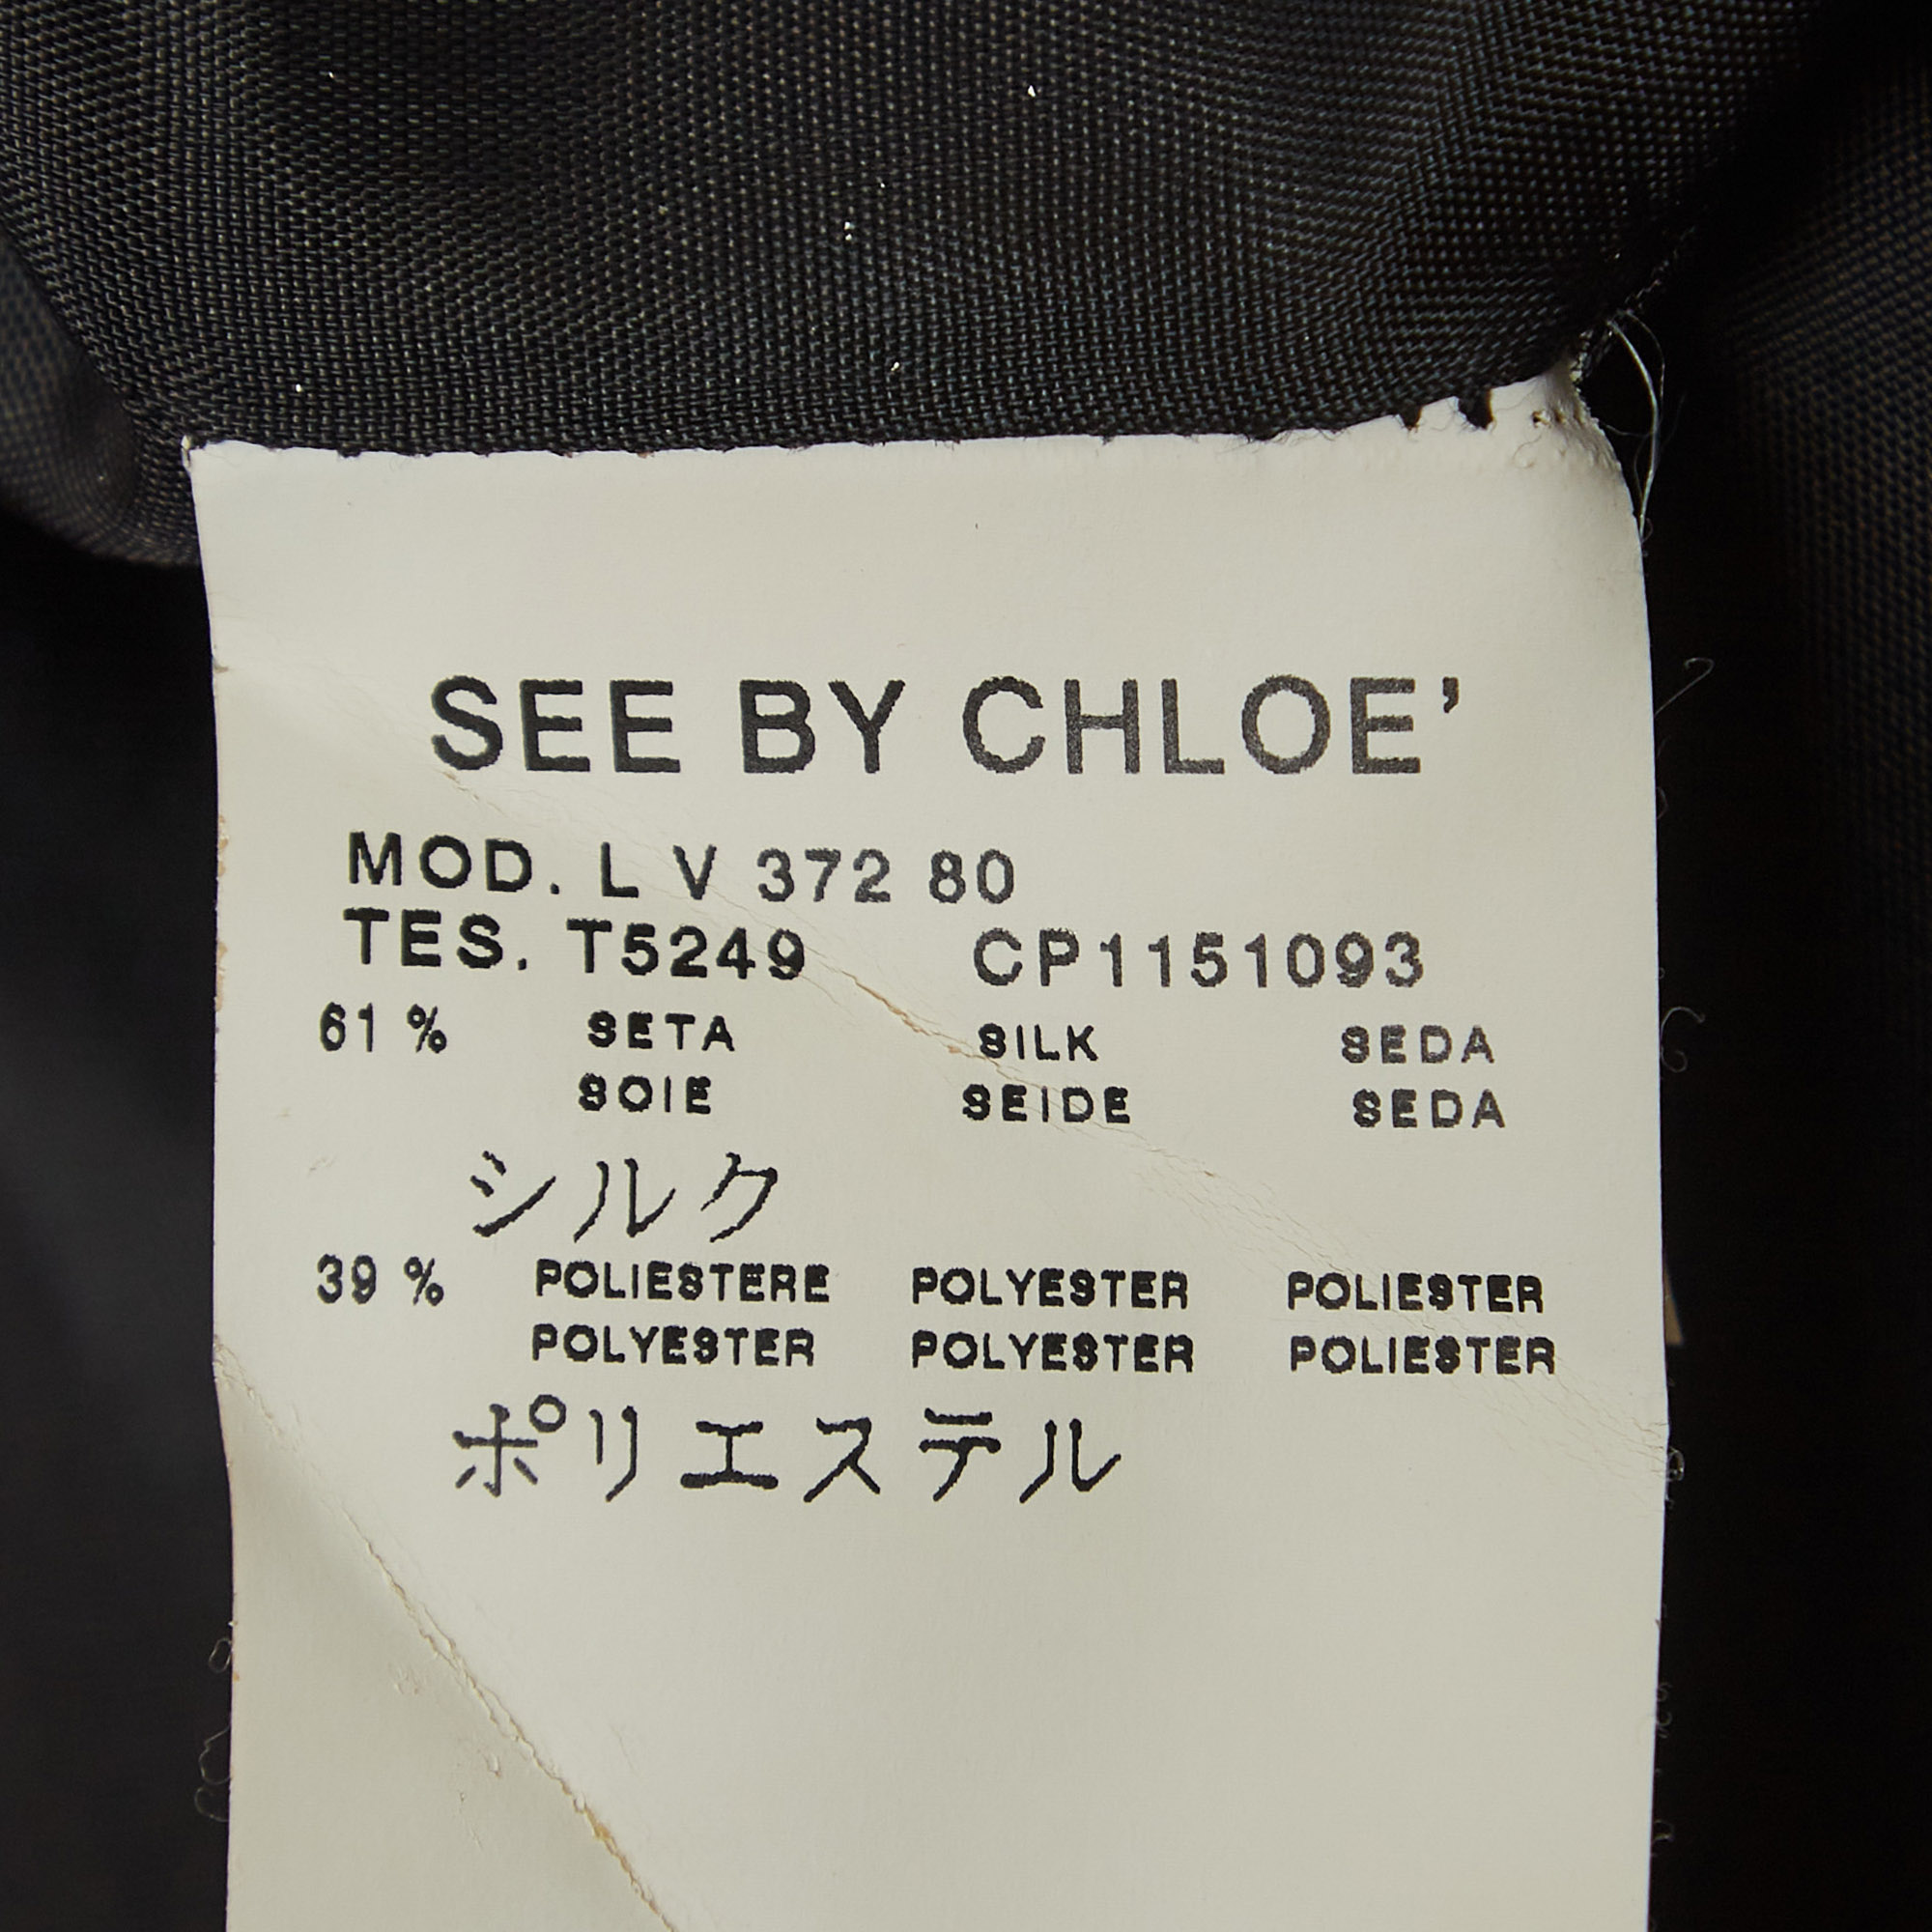 SEE BY CHLOE'
MOD. L V 372 80
TES. T5249 CP1151093
61 % SETA SILK SEDA
SOIE SEIDE SEDA
シルク
39 % POLIESTERE POLYESTER POLIESTER
POLYESTER POLYESTER POLIESTER
ポリエステル